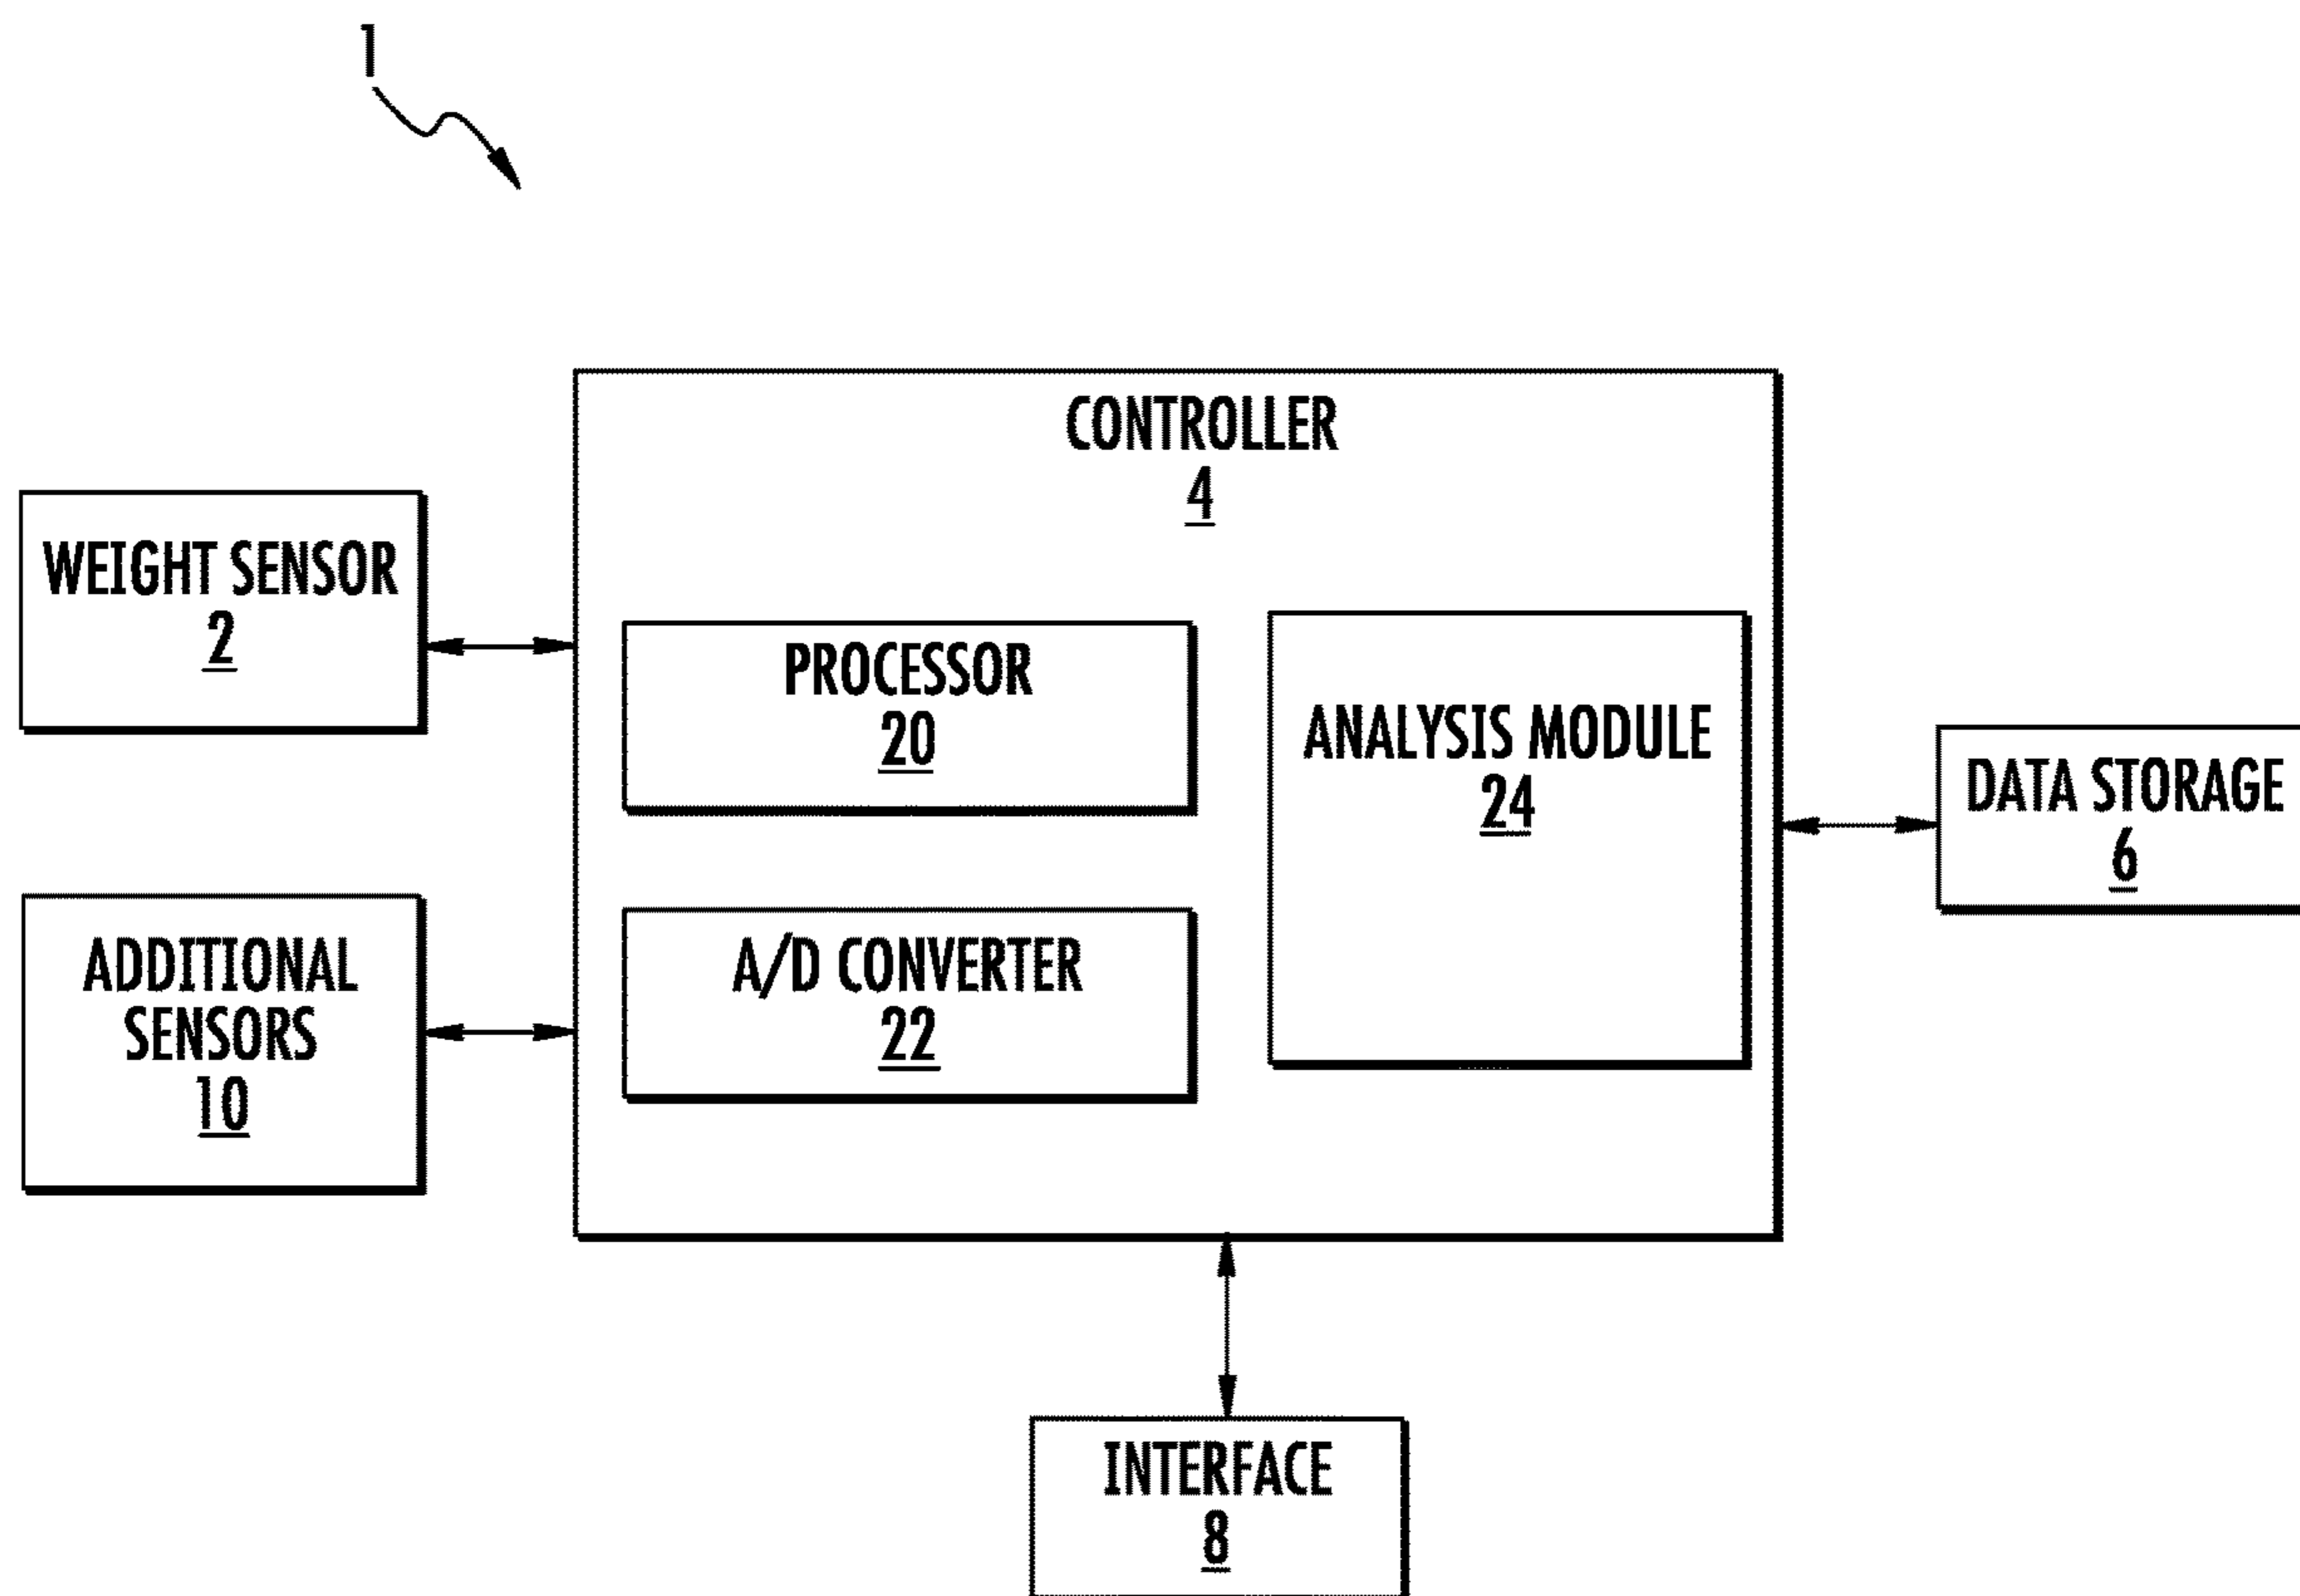 1
CONTROLLER
4
WEIGHT SENSOR
2
PROCESSOR
20
ANALYSIS MODULE
24
DATA STORAGE
6
ADDITIONAL
SENSORS
10
A/D CONVERTER
22
INTERFACE
8